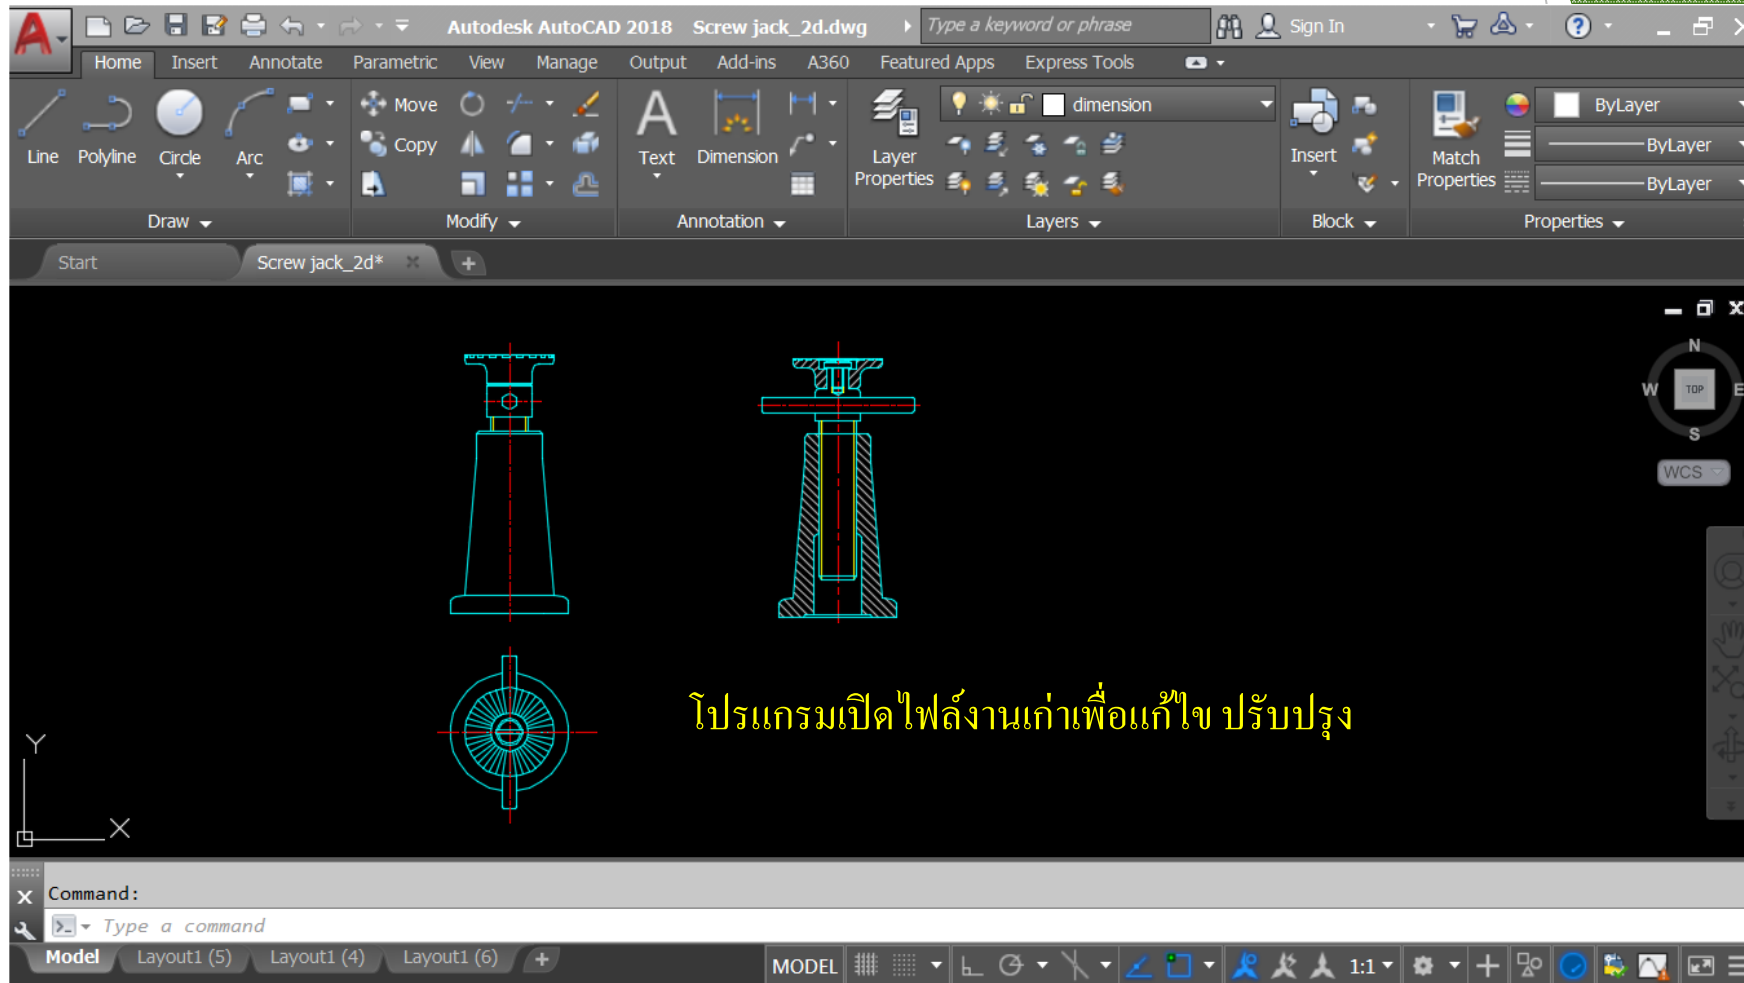 Autodesk AutoCAD 2018 Screw jack_2d.dwg Type a keyword or phrase Sign In
Home Insert Annotate Parametric View Manage Output Add-ins A360 Featured Apps Express Tools
Move dimension ByLayer
Copy ByLayer
Line Polyline Circle Arc Text Dimension Layer Properties Insert Match Properties ByLayer
Draw Modify Annotation Layers Block Properties
Start Screw jack_2d*
N
W TOP E
S
WCS
โปรแกรมเปิดไฟล์งานเก่าเพื่อแก้ไข ปรับปรุง
Y
X
Command:
Type a command
Model Layout1 (5) Layout1 (4) Layout1 (6) MODEL 1:1